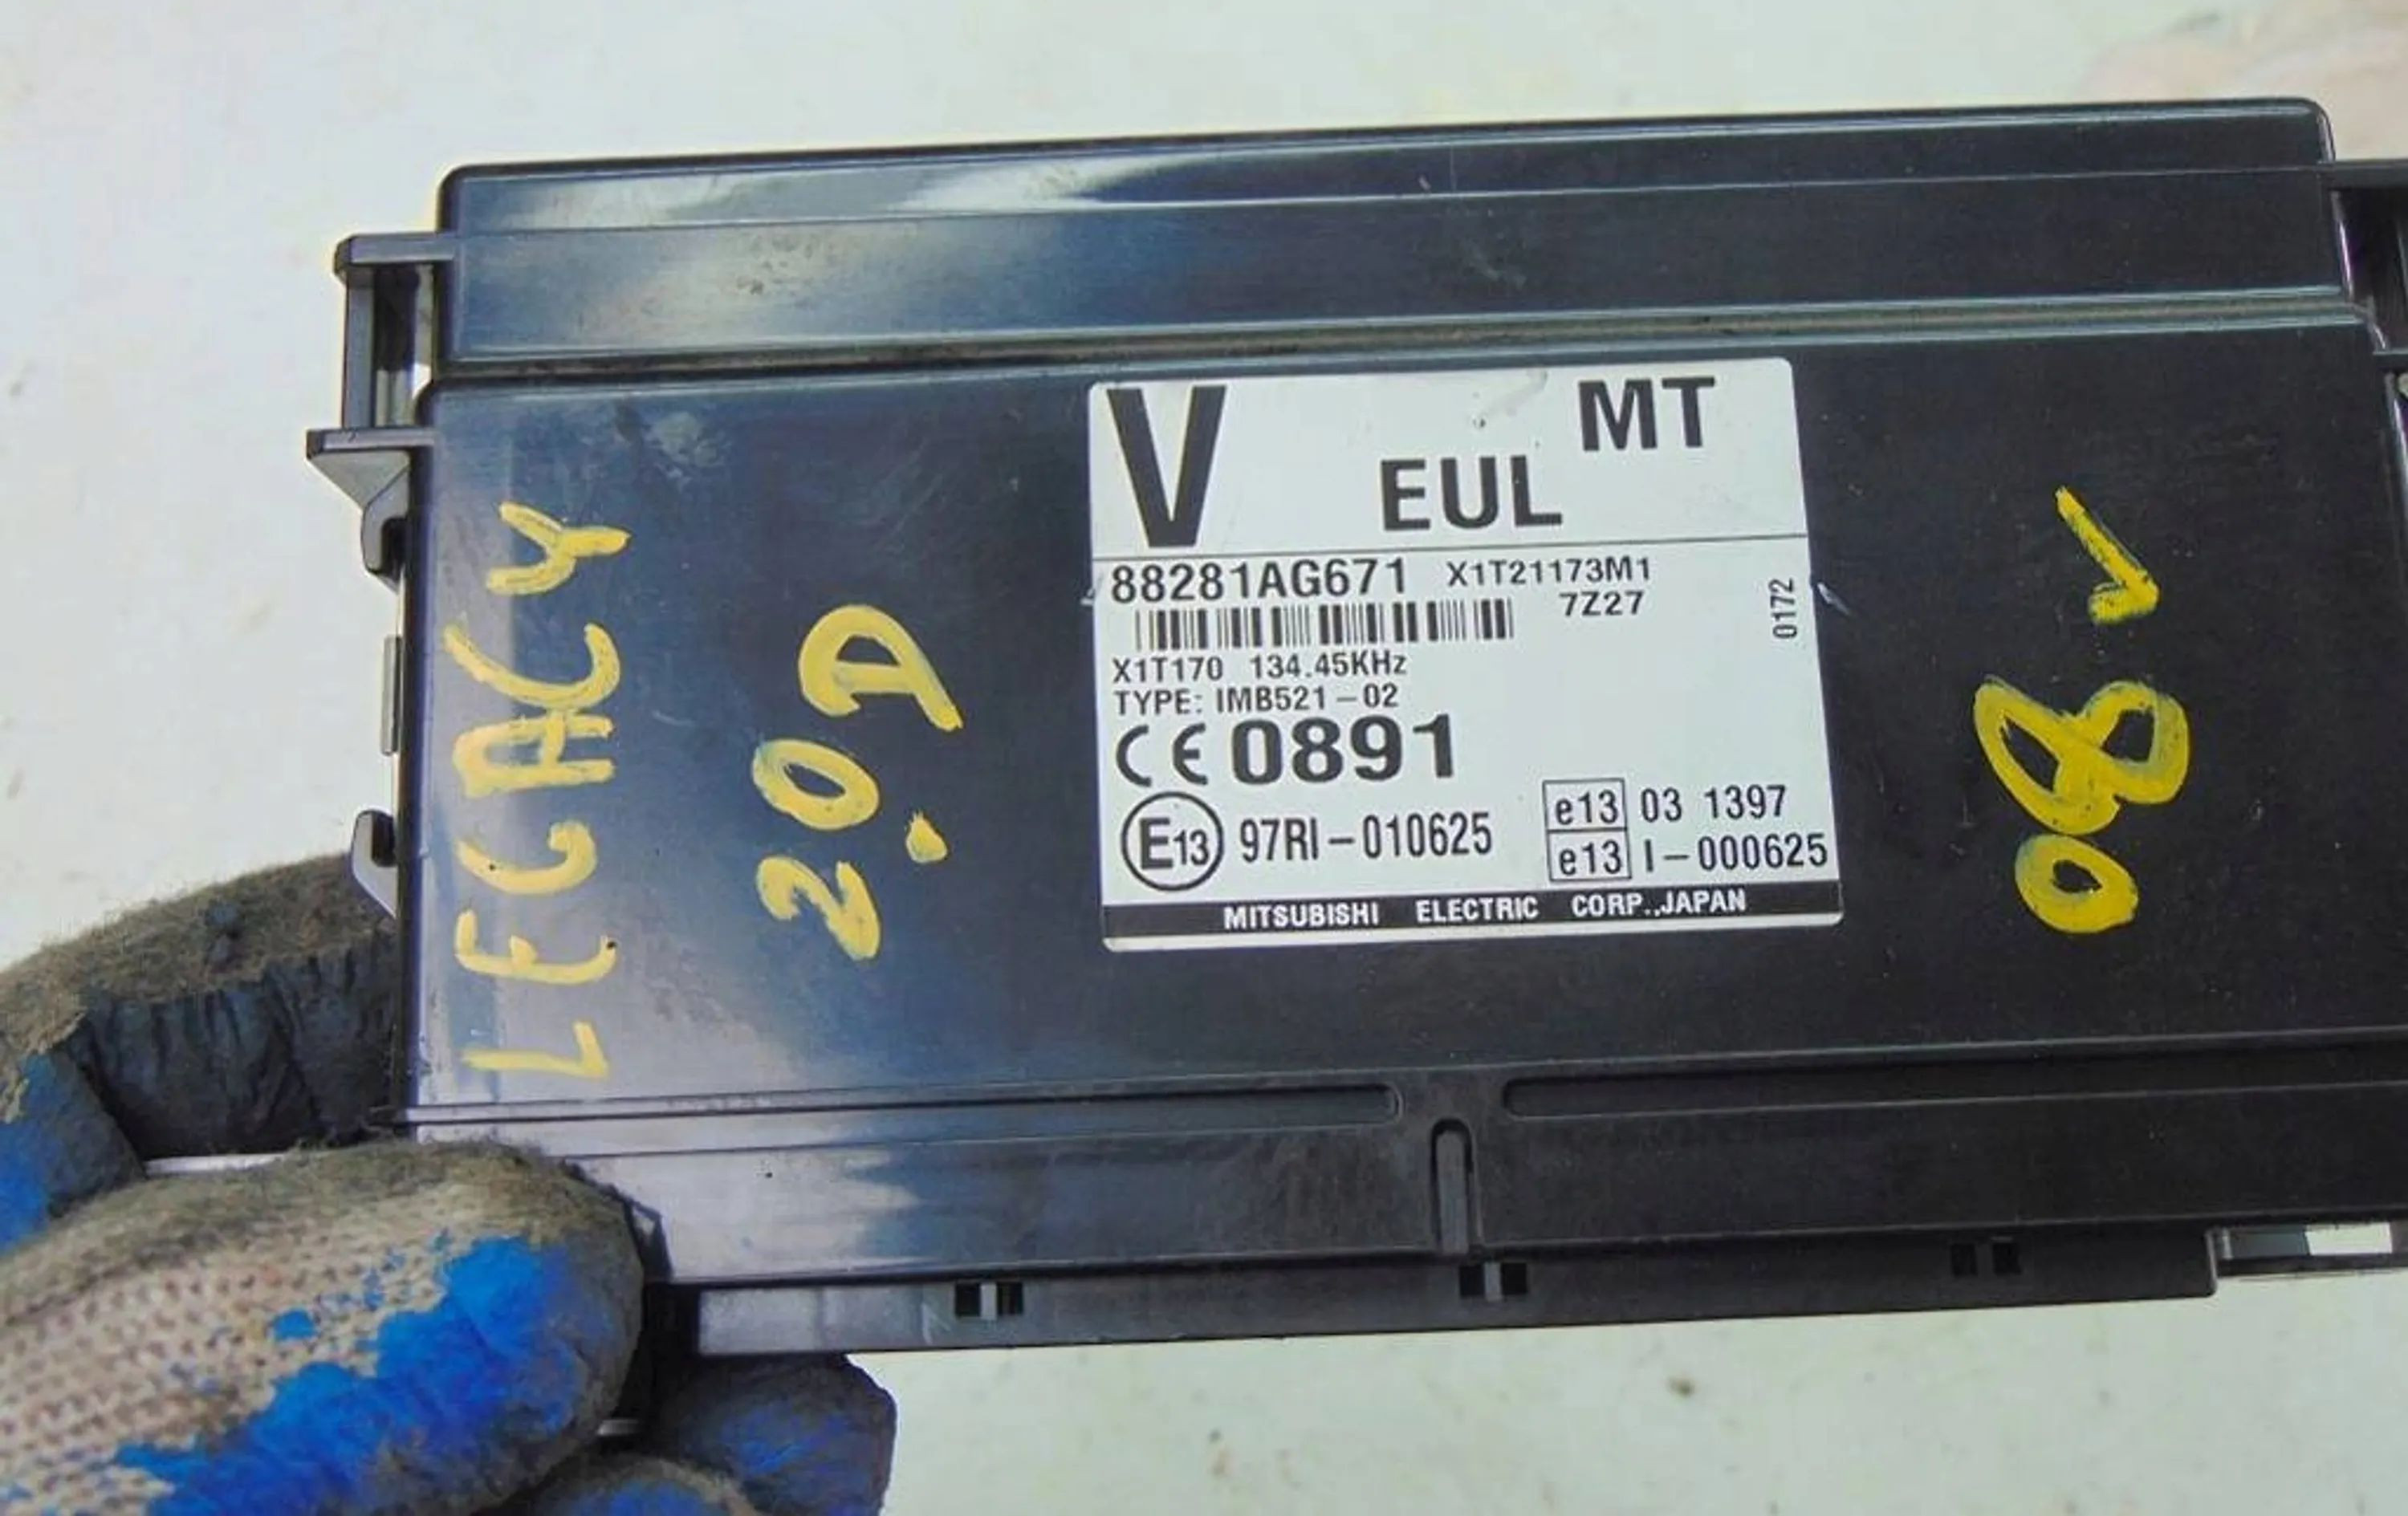 LEGACY
2.0D
V
MT
EUL
88281AG671 X1T21173M1
7Z27
0172
X1T170 134.45KHz
TYPE: IMB521-02
CE 0891
E13 97RI-010625
e13 03 1397
e13 I-000625
MITSUBISHI ELECTRIC CORP.,JAPAN
08